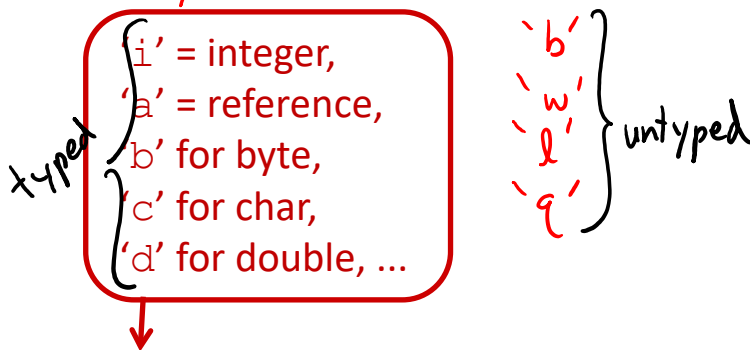 'i' = integer,
'a' = reference,
'b' for byte,
'c' for char,
'd' for double, ...
typed
'b'
'w'
'l'
'q'
untyped